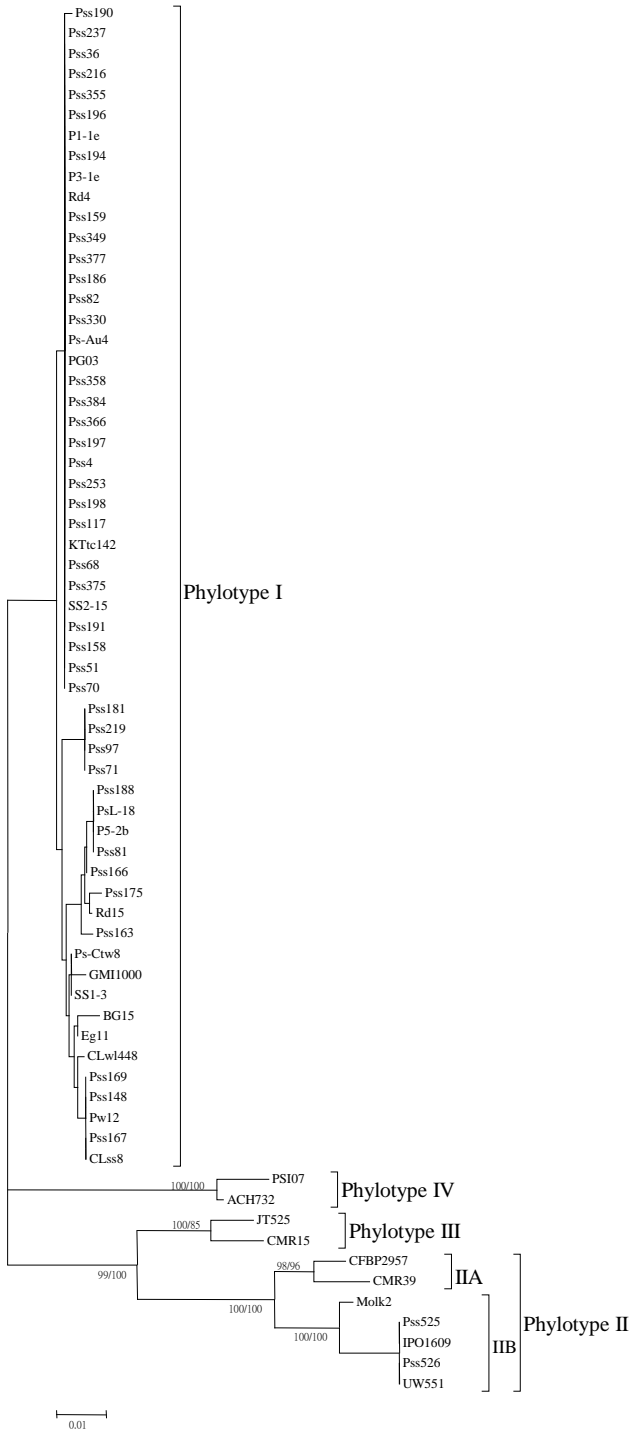 Pss190
Pss237
Pss36
Pss216
Pss355
Pss196
P1-1e
Pss194
P3-1e
Rd4
Pss159
Pss349
Pss377
Pss186
Pss82
Pss330
Ps-Au4
PG03
Pss358
Pss384
Pss366
Pss197
Pss4
Pss253
Pss198
Pss117
KTtc142
Pss68
Pss375
SS2-15
Pss191
Pss158
Pss51
Pss70
Phylotype I
Pss181
Pss219
Pss97
Pss71
Pss188
PsL-18
P5-2b
Pss81
Pss166
Pss175
Rd15
Pss163
Ps-Ctw8
GMI1000
SS1-3
BG15
Eg11
CLwl448
Pss169
Pss148
Pw12
Pss167
CLss8
100/100
PSI07
ACH732
Phylotype IV
100/85
JT525
CMR15
Phylotype III
99/100
98/96
CFBP2957
CMR39
IIA
100/100
Molk2
100/100
Pss525
IPO1609
Pss526
UW551
IIB
Phylotype II
0.01